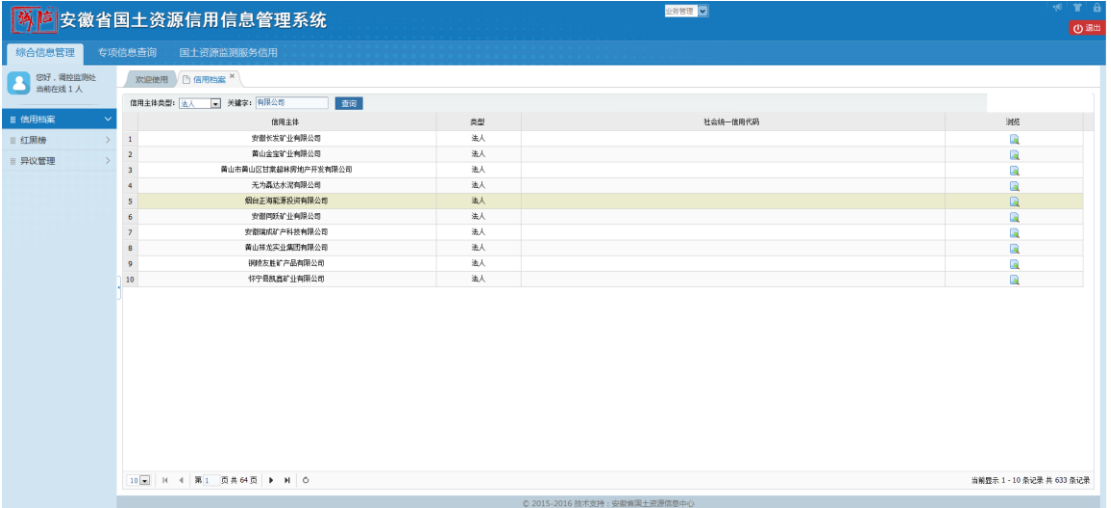 诚信 安徽省国土资源信用信息管理系统
业务管理
退出
综合信息管理 专项信息查询 国土资源监测服务信用
您好，调控监测处
当前在线 1 人
欢迎使用 信用档案
信用主体类型: 法人 关键字: 有限公司 查询
信用档案
红黑榜
异议管理
信用主体 类型 社会统一信用代码 浏览
1 安徽长发矿业有限公司 法人
2 黄山金宝矿业有限公司 法人
3 黄山市黄山区甘棠超林房地产开发有限公司 法人
4 无为磊达水泥有限公司 法人
5 烟台正海能源投资有限公司 法人
6 安徽同跃矿业有限公司 法人
7 安徽瑞成矿产科技有限公司 法人
8 黄山祥龙实业集团有限公司 法人
9 铜陵友胜矿产品有限公司 法人
10 怀宁县凯鑫矿业有限公司 法人
10 第 1 页 共 64 页
当前显示 1 - 10 条记录 共 633 条记录
© 2015-2016 技术支持：安徽省国土资源信息中心